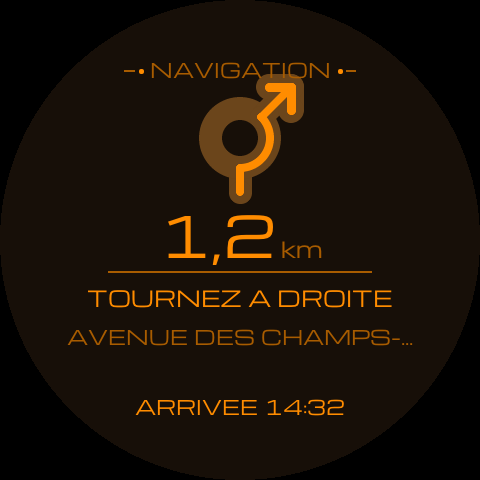 NAVIGATION
1,2 km
TOURNEZ A DROITE
AVENUE DES CHAMPS-...
ARRIVEE 14:32